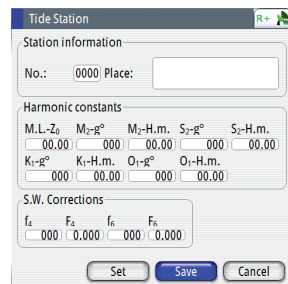 Tide Station R+
Station information
No.: 0000 Place:
Harmonic constants
M.L-Z₀ M₂-g° M₂-H.m. S₂-g° S₂-H.m.
00.00 000 00.00 000 00.00
K₁-g° K₁-H.m. O₁-g° O₁-H.m.
000 00.00 000 00.00
S.W. Corrections
f₄ F₄ f₆ F₆
000 0.000 000 0.000
Set Save Cancel